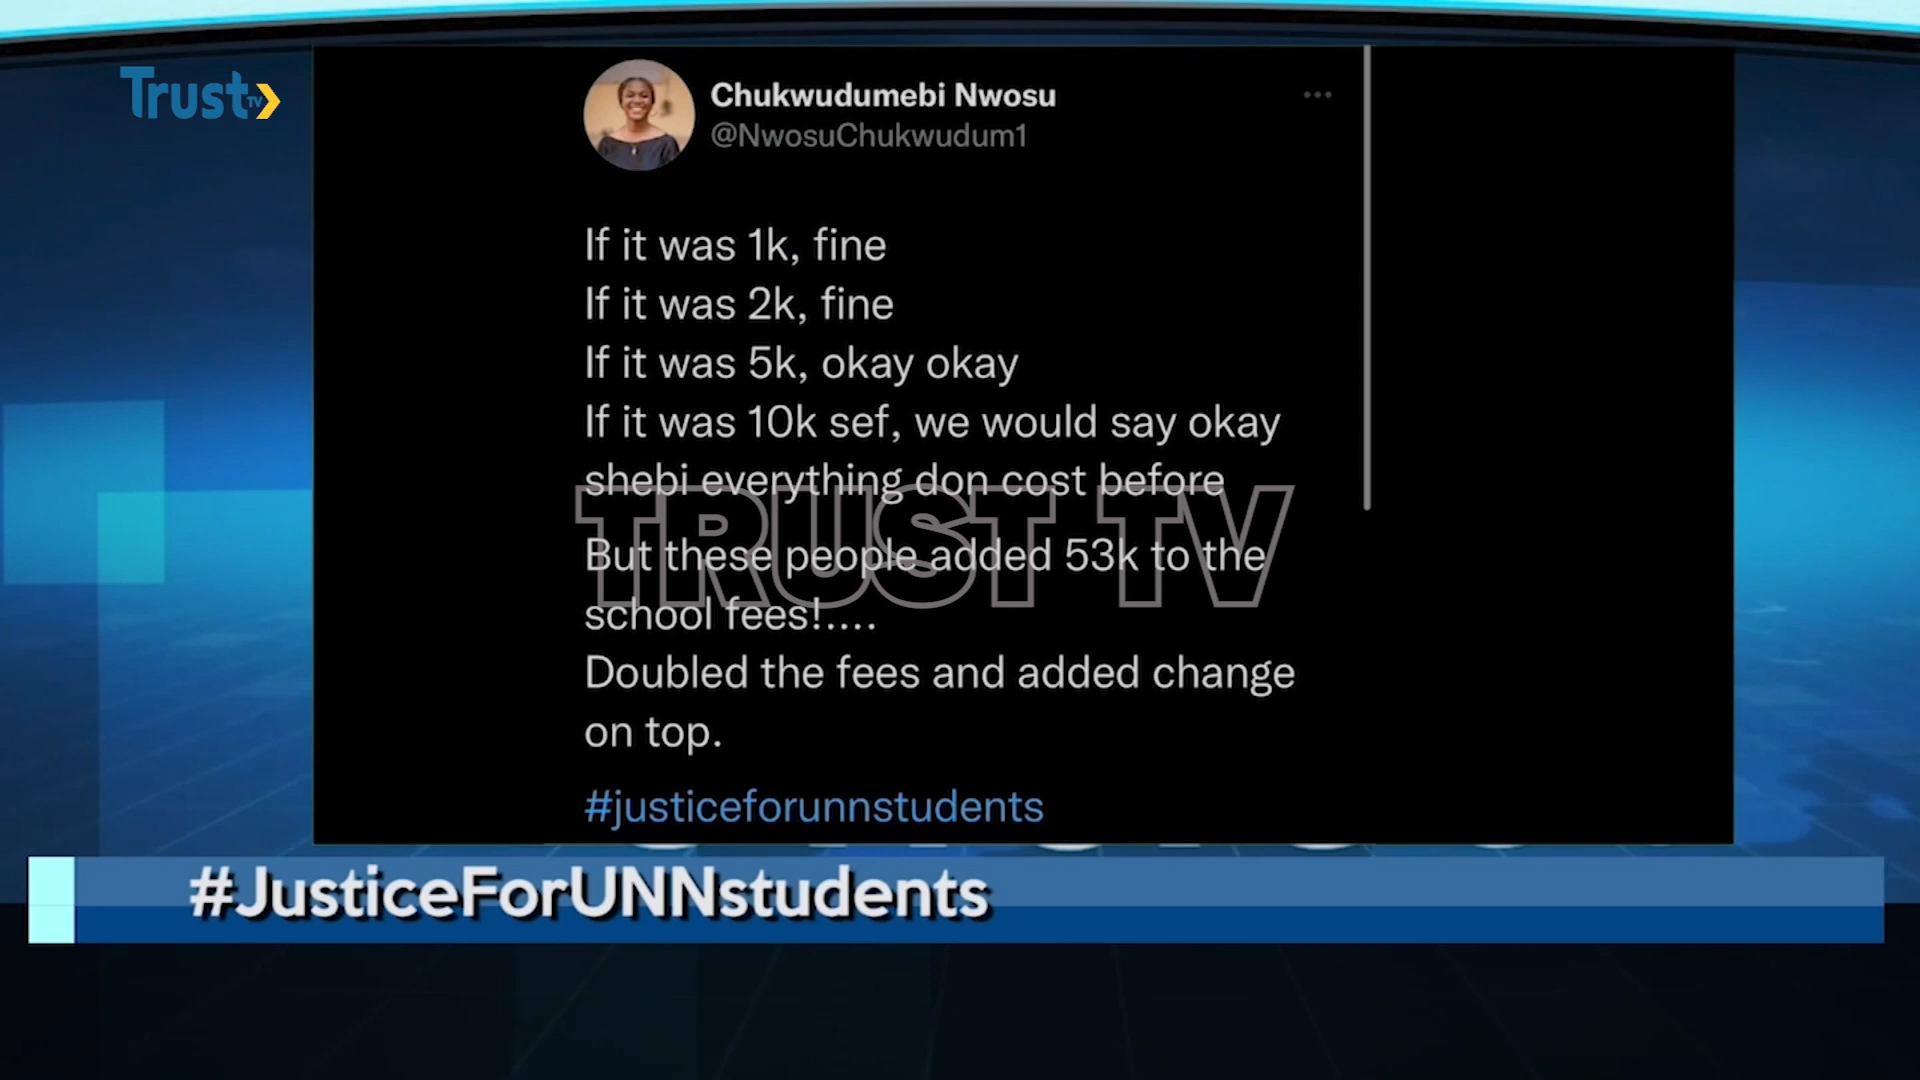 Trust TV
Chukwudumebi Nwosu
@NwosuChukwudum1
If it was 1k, fine
If it was 2k, fine
If it was 5k, okay okay
If it was 10k sef, we would say okay
shebi everything don cost before
TRUST TV
But these people added 53k to the
school fees!....
Doubled the fees and added change
on top.
#justiceforunnstudents
#JusticeForUNNstudents